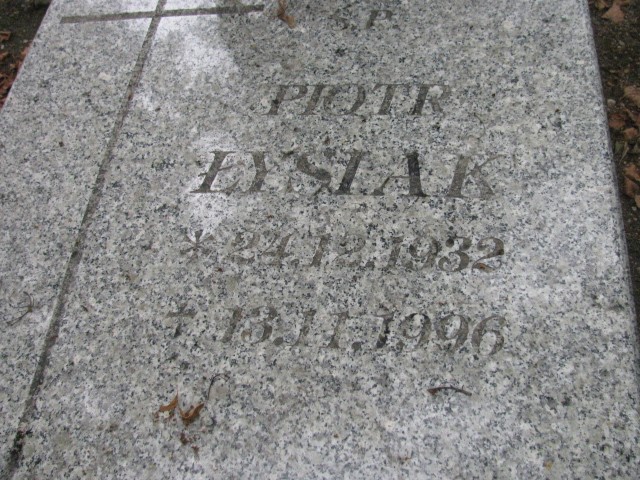 Ś.P.
PIOTR
ŁYSIAK
* 24.12.1932
† 13.11.1996